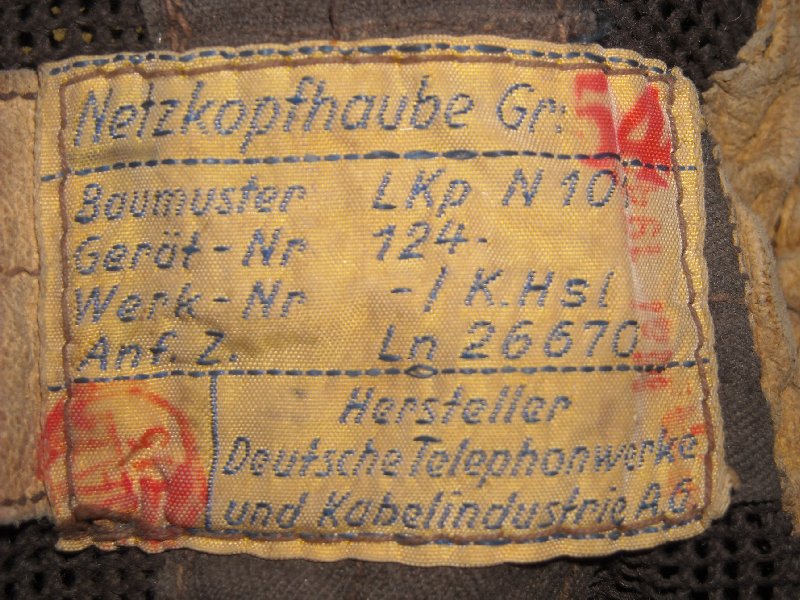 Netzkopfhaube Gr: 54
Baumuster LKp N 101
Gerät-Nr 124-
Werk-Nr -/K.Hsl
Anf. Z. Ln 26670
Hersteller
Deutsche Telephonwerke
und Kabelindustrie A.G.